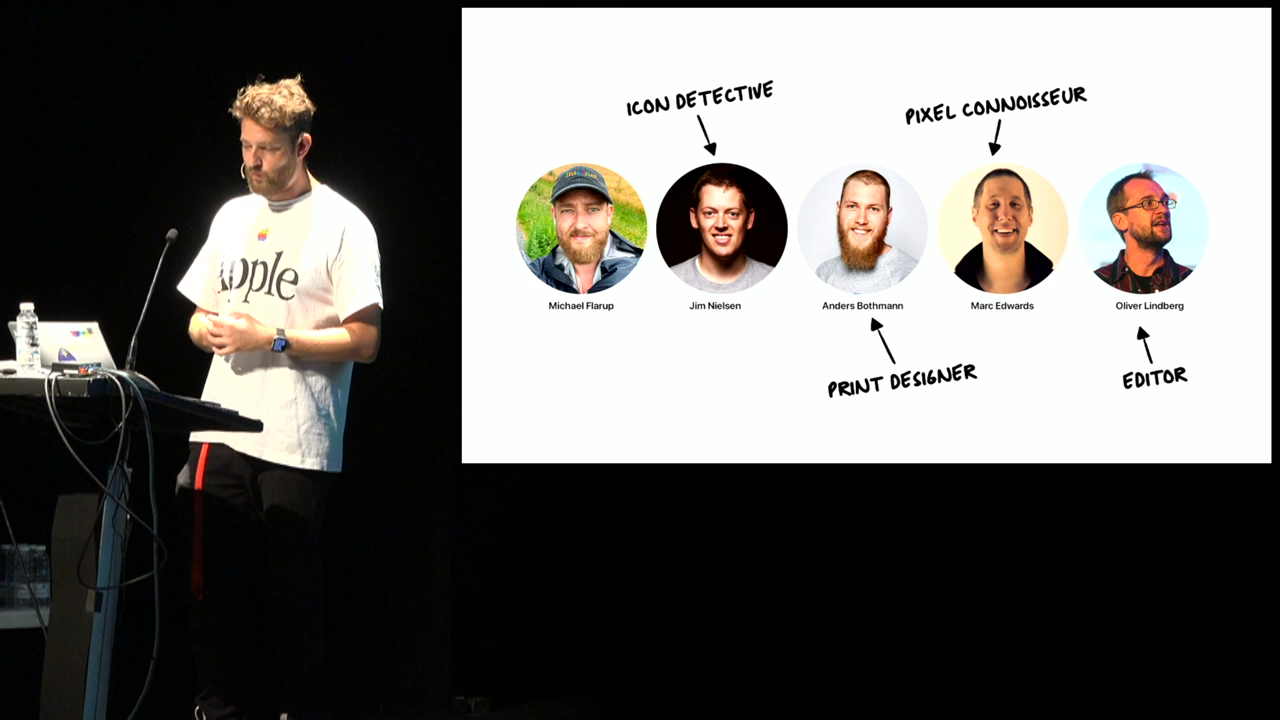 ICON DETECTIVE
PIXEL CONNOISSEUR
Michael Flarup
Jim Nielsen
Anders Bothmann
Marc Edwards
Oliver Lindberg
PRINT DESIGNER
EDITOR
Apple